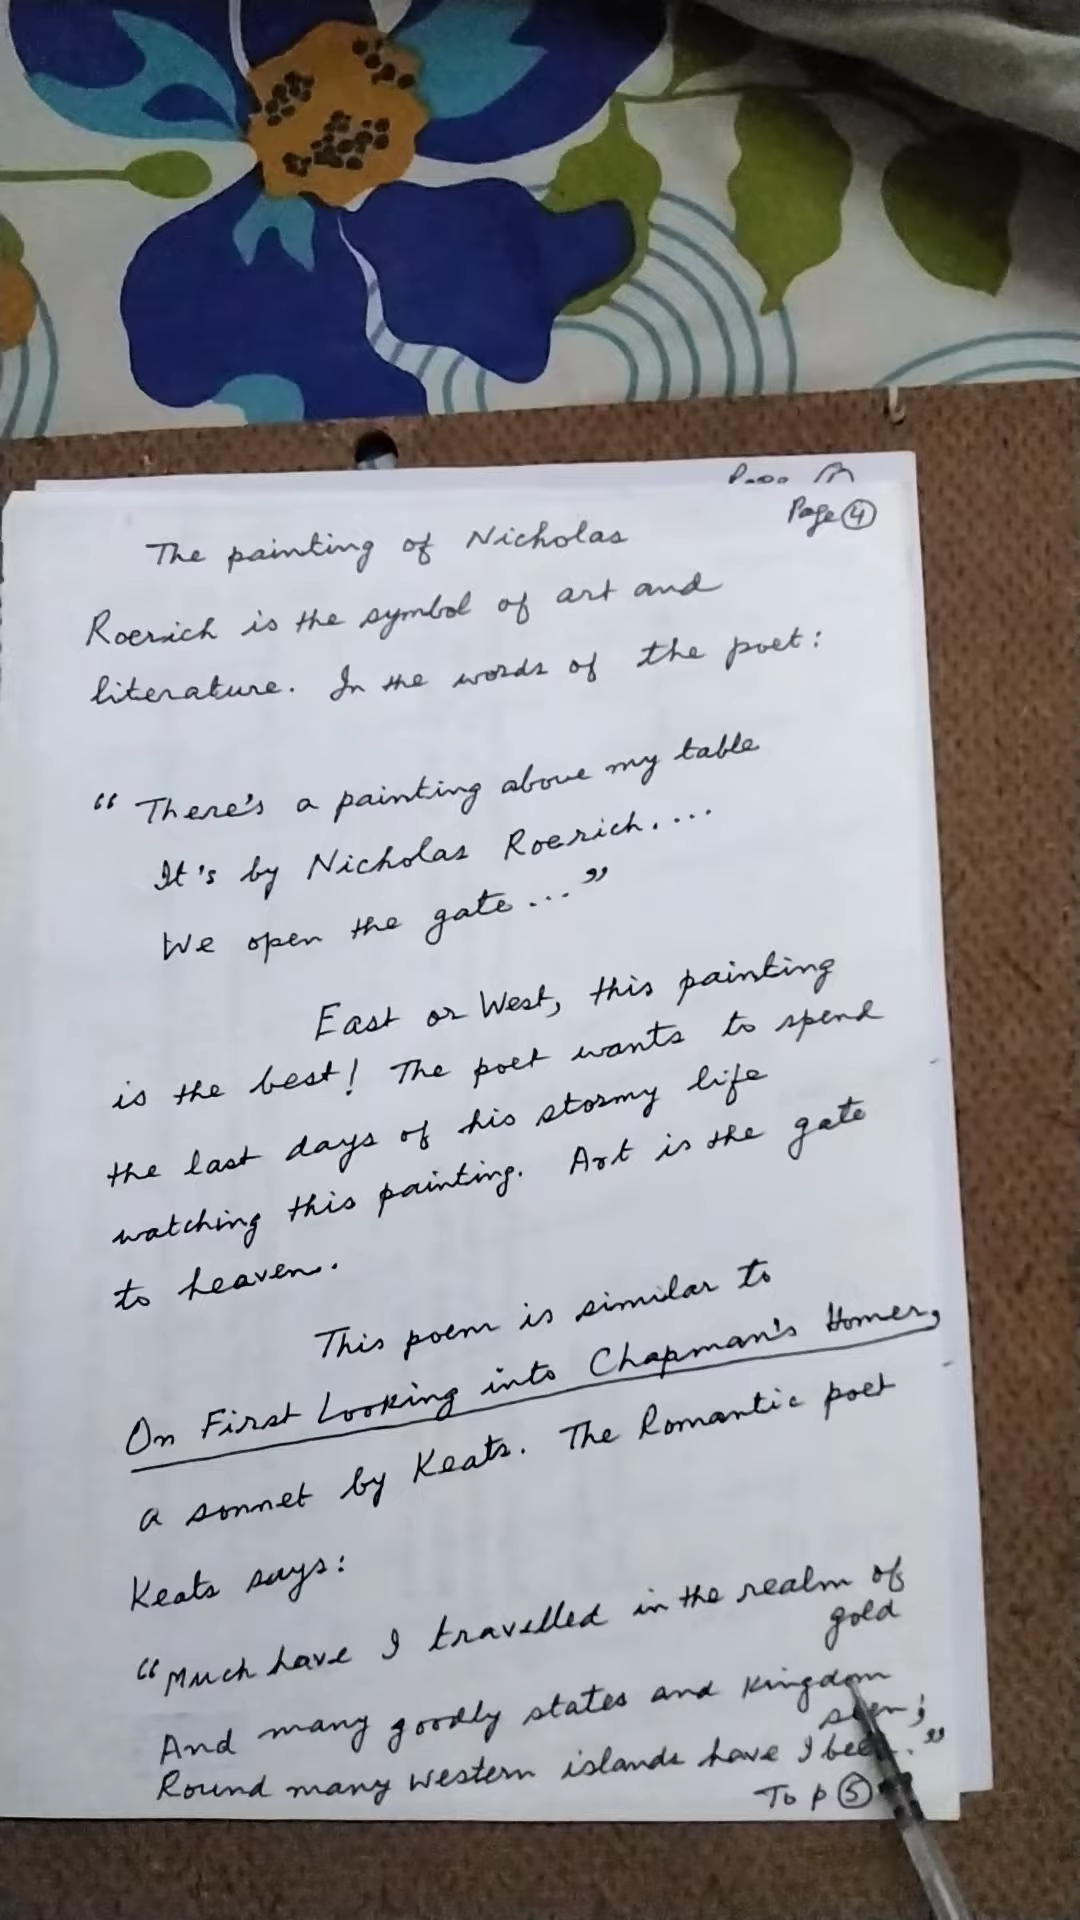 Page 4
The painting of Nicholas
Roerich is the symbol of art and
literature. In the words of the poet:
"There's a painting above my table
It's by Nicholas Roerich....
We open the gate..."
East or West, this painting
is the best! The poet wants to spend
the last days of his stormy life
watching this painting. Art is the gate
to heaven.
This poem is similar to
On First Looking into Chapman's Homer,
a sonnet by Keats. The Romantic poet
Keats says:
"Much have I travelled in the realm of
gold
And many goodly states and kingdom
seen;
Round many western islands have I been."
To p 5